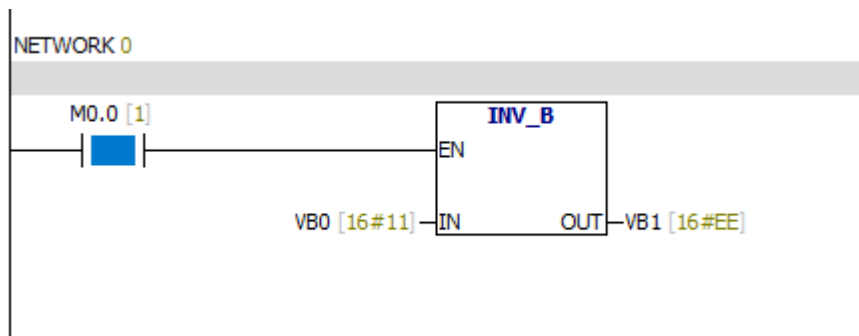 NETWORK 0
M0.0 [1]
INV_B
EN
VB0 [16#11] IN OUT VB1 [16#EE]